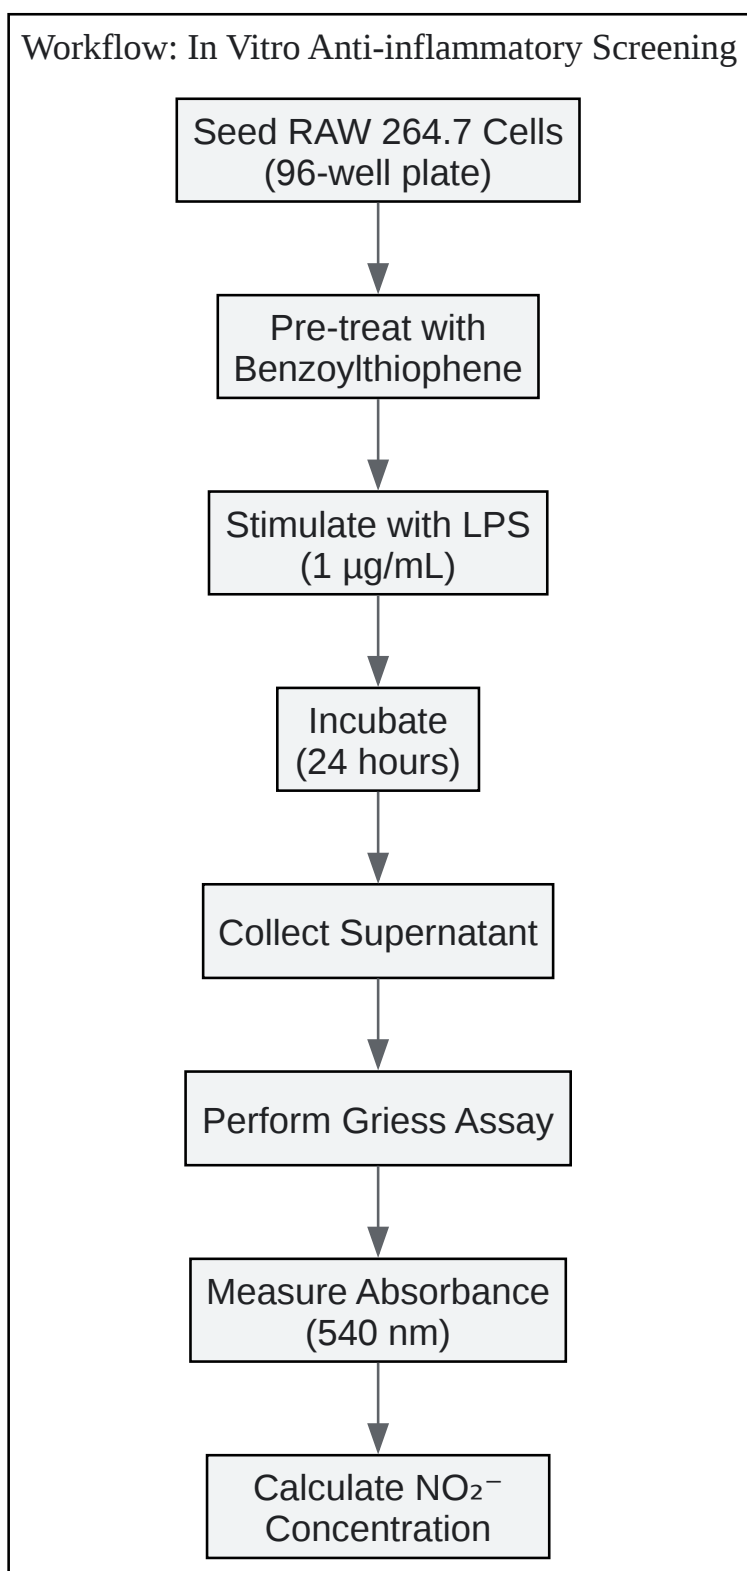 Workflow: In Vitro Anti-inflammatory Screening
Seed RAW 264.7 Cells
(96-well plate)
Pre-treat with
Benzoylthiophene
Stimulate with LPS
(1 µg/mL)
Incubate
(24 hours)
Collect Supernatant
Perform Griess Assay
Measure Absorbance
(540 nm)
Calculate NO₂⁻
Concentration